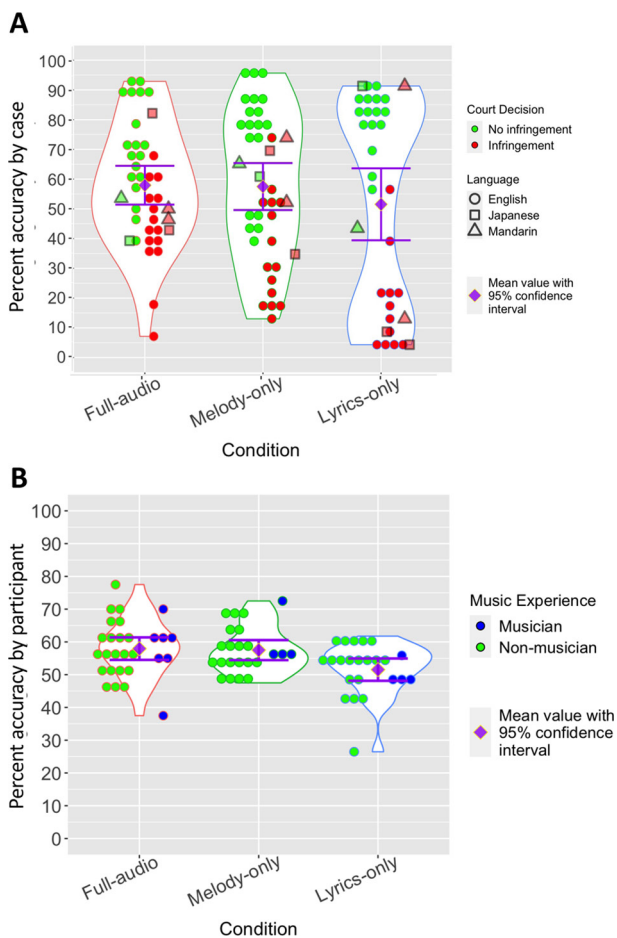 A
Percent accuracy by case
100
90
80
70
60
50
40
30
20
10
0
Full-audio
Melody-only
Lyrics-only
Condition
Court Decision
No infringement
Infringement
Language
English
Japanese
Mandarin
Mean value with
95% confidence
interval
B
Percent accuracy by participant
100
90
80
70
60
50
40
30
20
10
0
Full-audio
Melody-only
Lyrics-only
Condition
Music Experience
Musician
Non-musician
Mean value with
95% confidence
interval